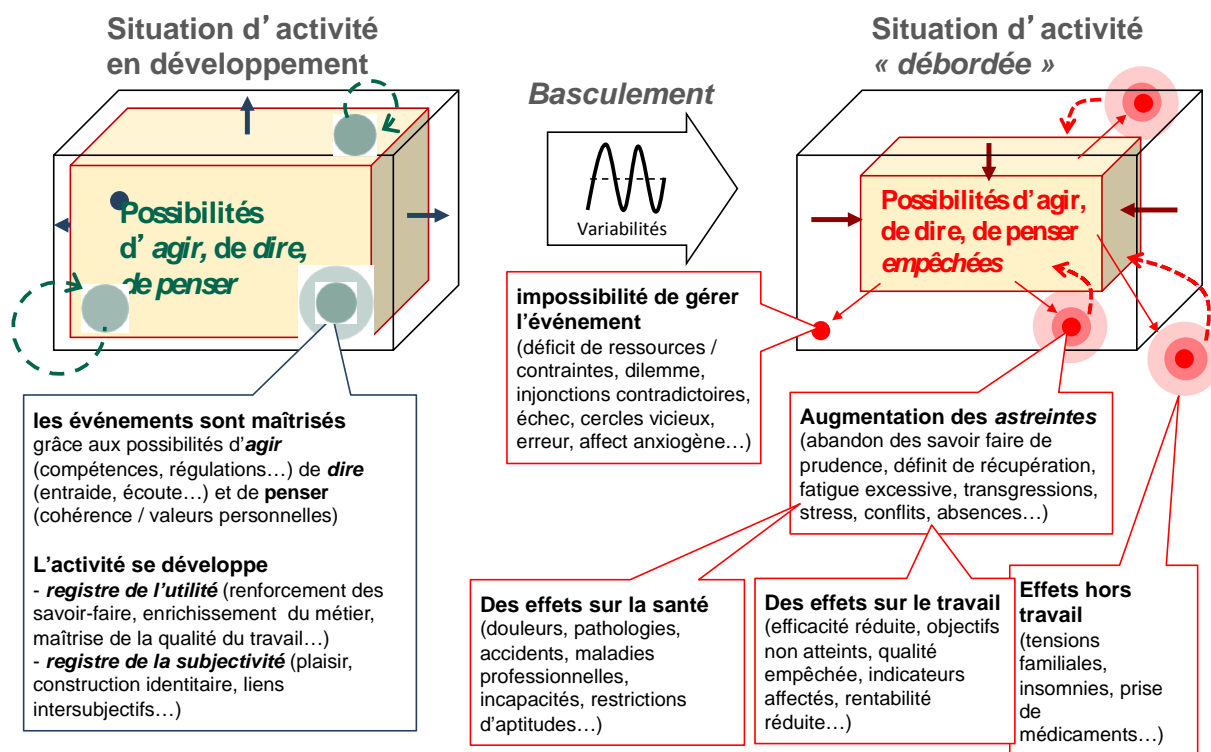 Situation d’activité
en développement
Possibilités
d’ agir, de dire,
de penser
les événements sont maîtrisés
grâce aux possibilités d’agir
(compétences, régulations…) de dire
(entraide, écoute…) et de penser
(cohérence / valeurs personnelles)
L’activité se développe
- registre de l’utilité (renforcement des
savoir-faire, enrichissement du métier,
maîtrise de la qualité du travail…)
- registre de la subjectivité (plaisir,
construction identitaire, liens
intersubjectifs…)
Basculement
Variabilités
Situation d’activité
« débordée »
Possibilités d’agir,
de dire, de penser
empêchées
impossibilité de gérer
l’événement
(déficit de ressources /
contraintes, dilemme,
injonctions contradictoires,
échec, cercles vicieux,
erreur, affect anxiogène…)
Augmentation des astreintes
(abandon des savoir faire de
prudence, définit de récupération,
fatigue excessive, transgressions,
stress, conflits, absences…)
Des effets sur la santé
(douleurs, pathologies,
accidents, maladies
professionnelles,
incapacités, restrictions
d’aptitudes…)
Des effets sur le travail
(efficacité réduite, objectifs
non atteints, qualité
empêchée, indicateurs
affectés, rentabilité
réduite…)
Effets hors
travail
(tensions
familiales,
insomnies, prise
de
médicaments…)